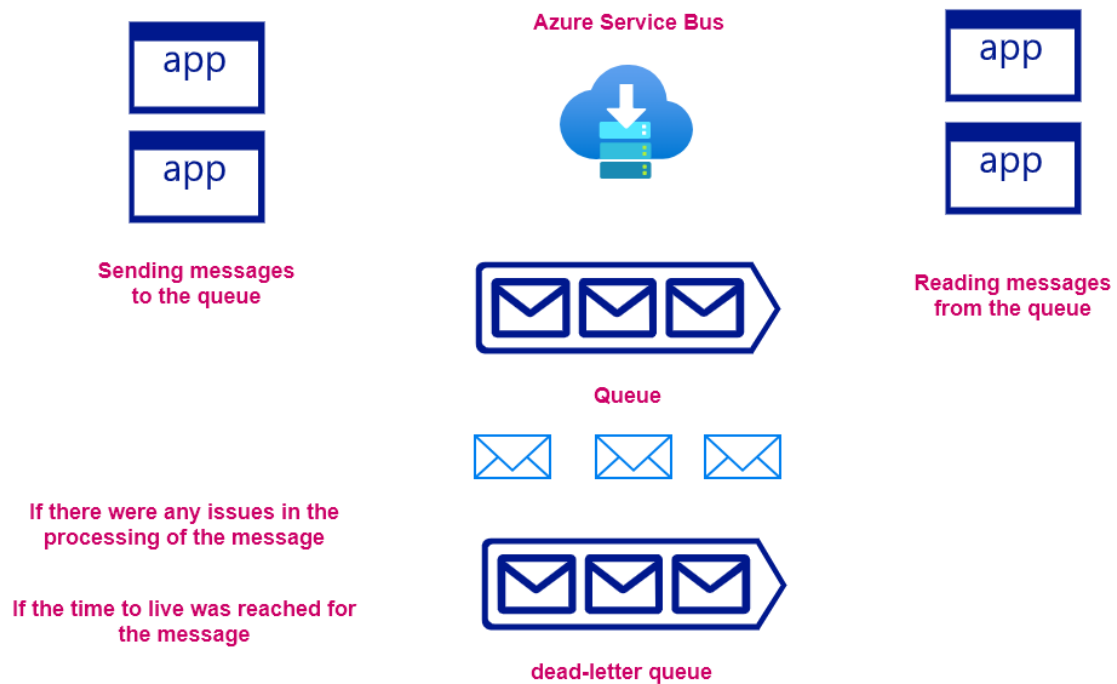 app
app
Azure Service Bus
app
app
Sending messages
to the queue
Reading messages
from the queue
Queue
If there were any issues in the
processing of the message
If the time to live was reached for
the message
dead-letter queue